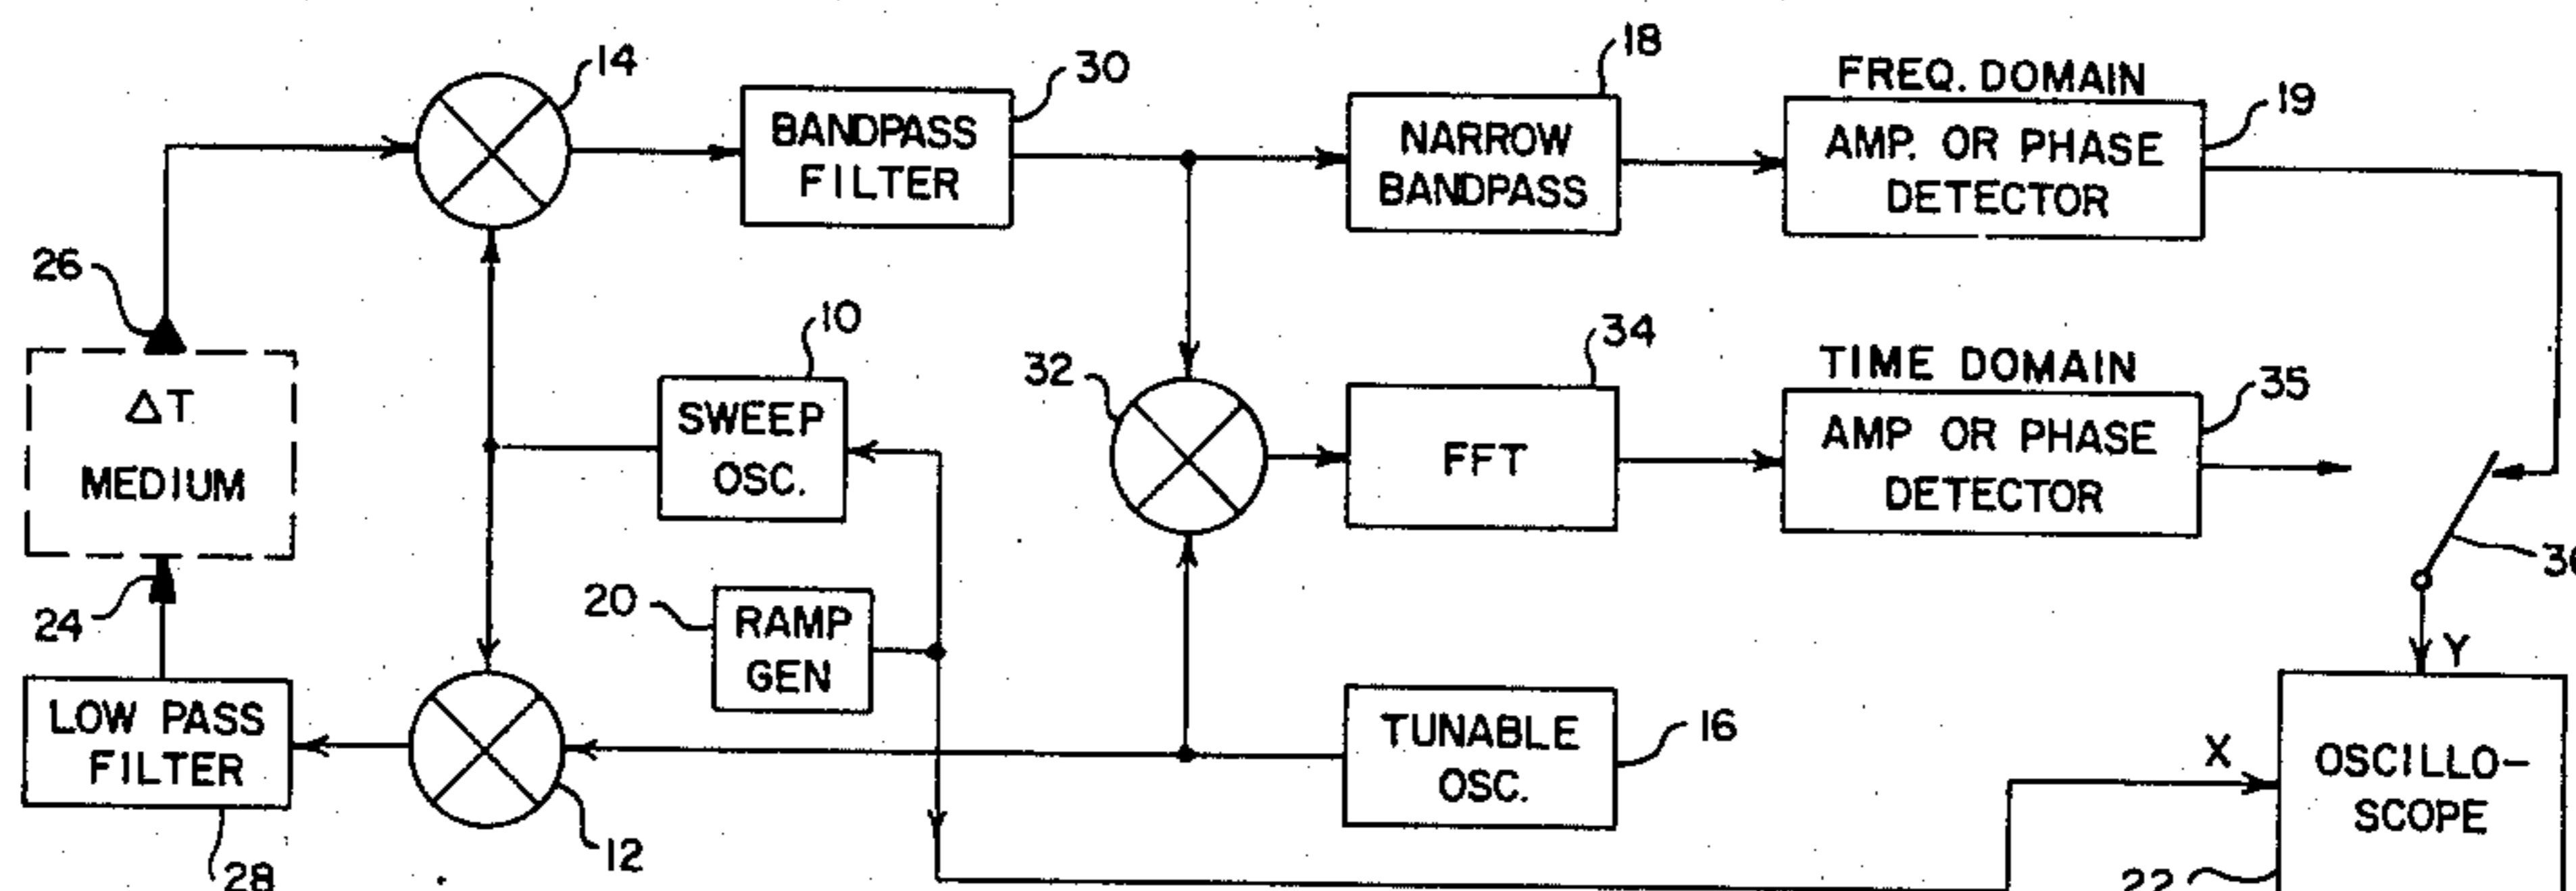 14
30
18
FREQ. DOMAIN
19
BANDPASS
FILTER
NARROW
BANDPASS
AMP. OR PHASE
DETECTOR
26
10
32
34
TIME DOMAIN
35
ΔT
MEDIUM
SWEEP
OSC.
FFT
AMP OR PHASE
DETECTOR
24
20
RAMP
GEN
Y
LOW PASS
FILTER
TUNABLE
OSC.
16
X
OSCILLO-
SCOPE
12
28
22